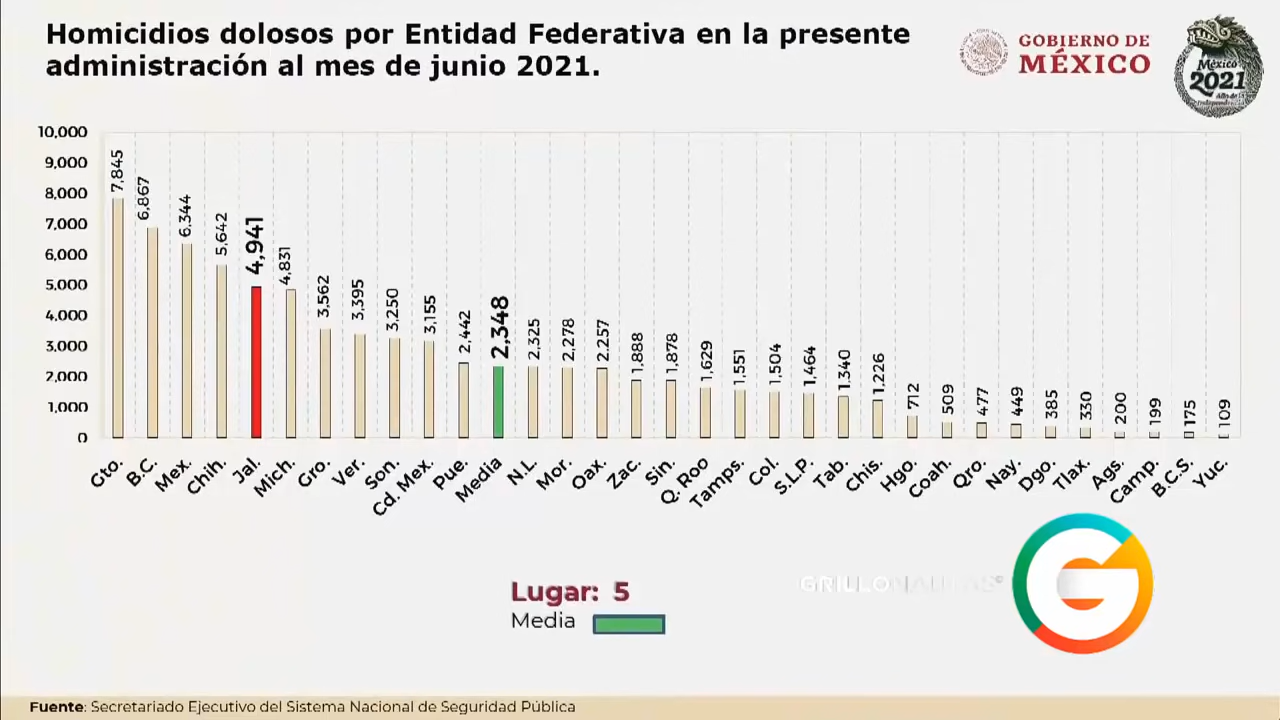 Homicidios dolosos por Entidad Federativa en la presente
administración al mes de junio 2021.
GOBIERNO DE
MÉXICO
México
2021
Año de la
Independencia
10,000
9,000
8,000
7,000
6,000
5,000
4,000
3,000
2,000
1,000
0
7,845
6,867
6.344
5,642
4,941
4,831
3,562
3,395
3,250
3,155
2,442
2,348
2,325
2,278
2.257
1,888
1,878
1,629
1,551
1,504
1,464
1.340
1,226
712
509
477
449
385
330
200
199
175
109
Gto.
B.C.
Mex.
Chih.
Jal.
Mich.
Gro.
Ver.
Son.
Cd. Mex.
Pue.
Media
N.L.
Mor.
Oax.
Zac.
Sin.
Q. Roo
Tamps.
Col.
S.L.P.
Tab.
Chis.
Hgo.
Coah.
Qro.
Nay.
Dgo.
Tlax.
Ags.
Camp.
B.C.S.
Yuc.
Lugar: 5
Media
GRILLONAUTAS
G
Fuente: Secretariado Ejecutivo del Sistema Nacional de Seguridad Pública